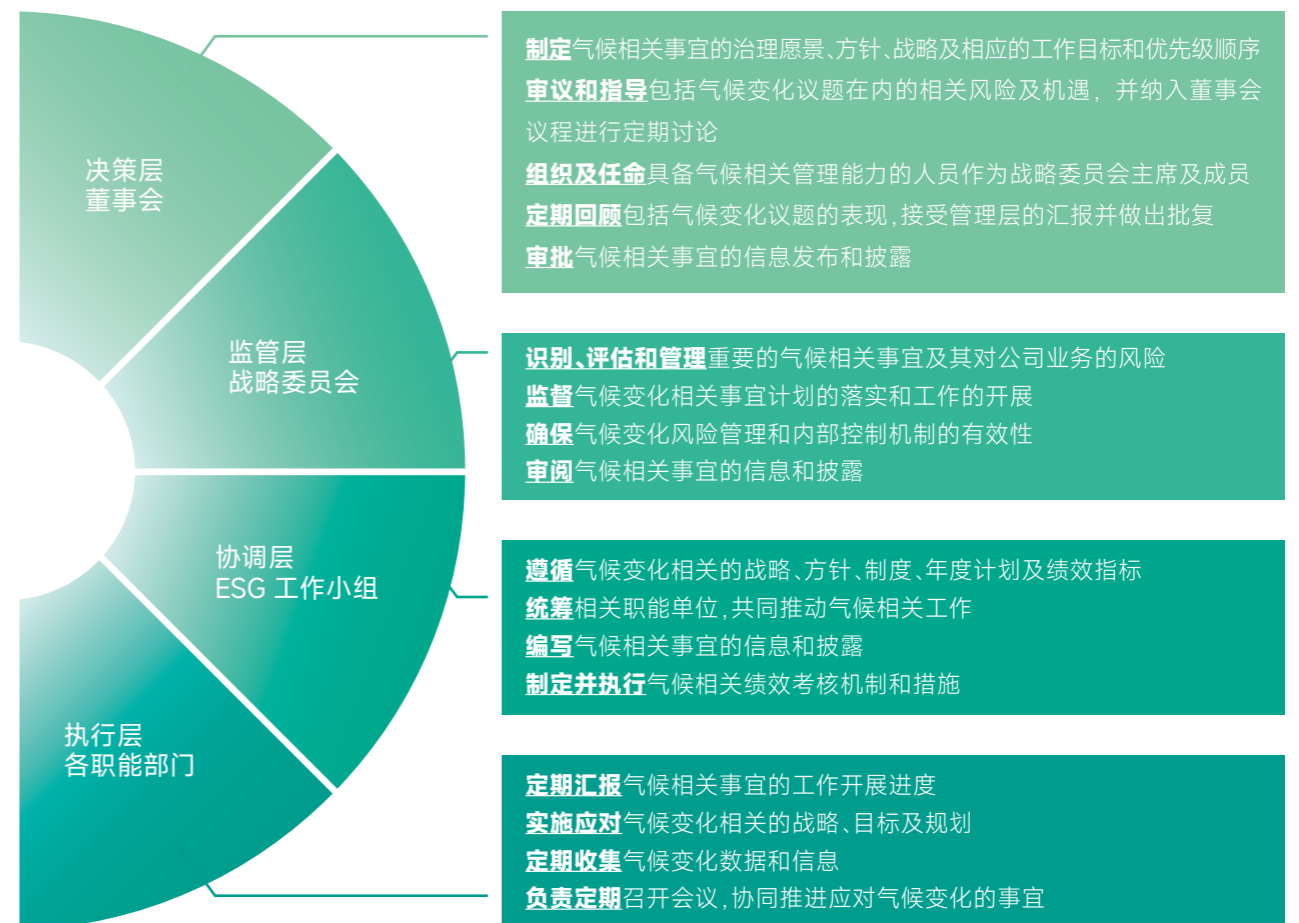 决策层
董事会
制定气候相关事宜的治理愿景、方针、战略及相应的工作目标和优先级顺序
审议和指导包括气候变化议题在内的相关风险及机遇，并纳入董事会
议程进行定期讨论
组织及任命具备气候相关管理能力的人员作为战略委员会主席及成员
定期回顾包括气候变化议题的表现,接受管理层的汇报并做出批复
审批气候相关事宜的信息发布和披露
监管层
战略委员会
识别、评估和管理重要的气候相关事宜及其对公司业务的风险
监督气候变化相关事宜计划的落实和工作的开展
确保气候变化风险管理和内部控制机制的有效性
审阅气候相关事宜的信息和披露
协调层
ESG 工作小组
遵循气候变化相关的战略、方针、制度、年度计划及绩效指标
统筹相关职能单位,共同推动气候相关工作
编写气候相关事宜的信息和披露
制定并执行气候相关绩效考核机制和措施
执行层
各职能部门
定期汇报气候相关事宜的工作开展进度
实施应对气候变化相关的战略、目标及规划
定期收集气候变化数据和信息
负责定期召开会议,协同推进应对气候变化的事宜